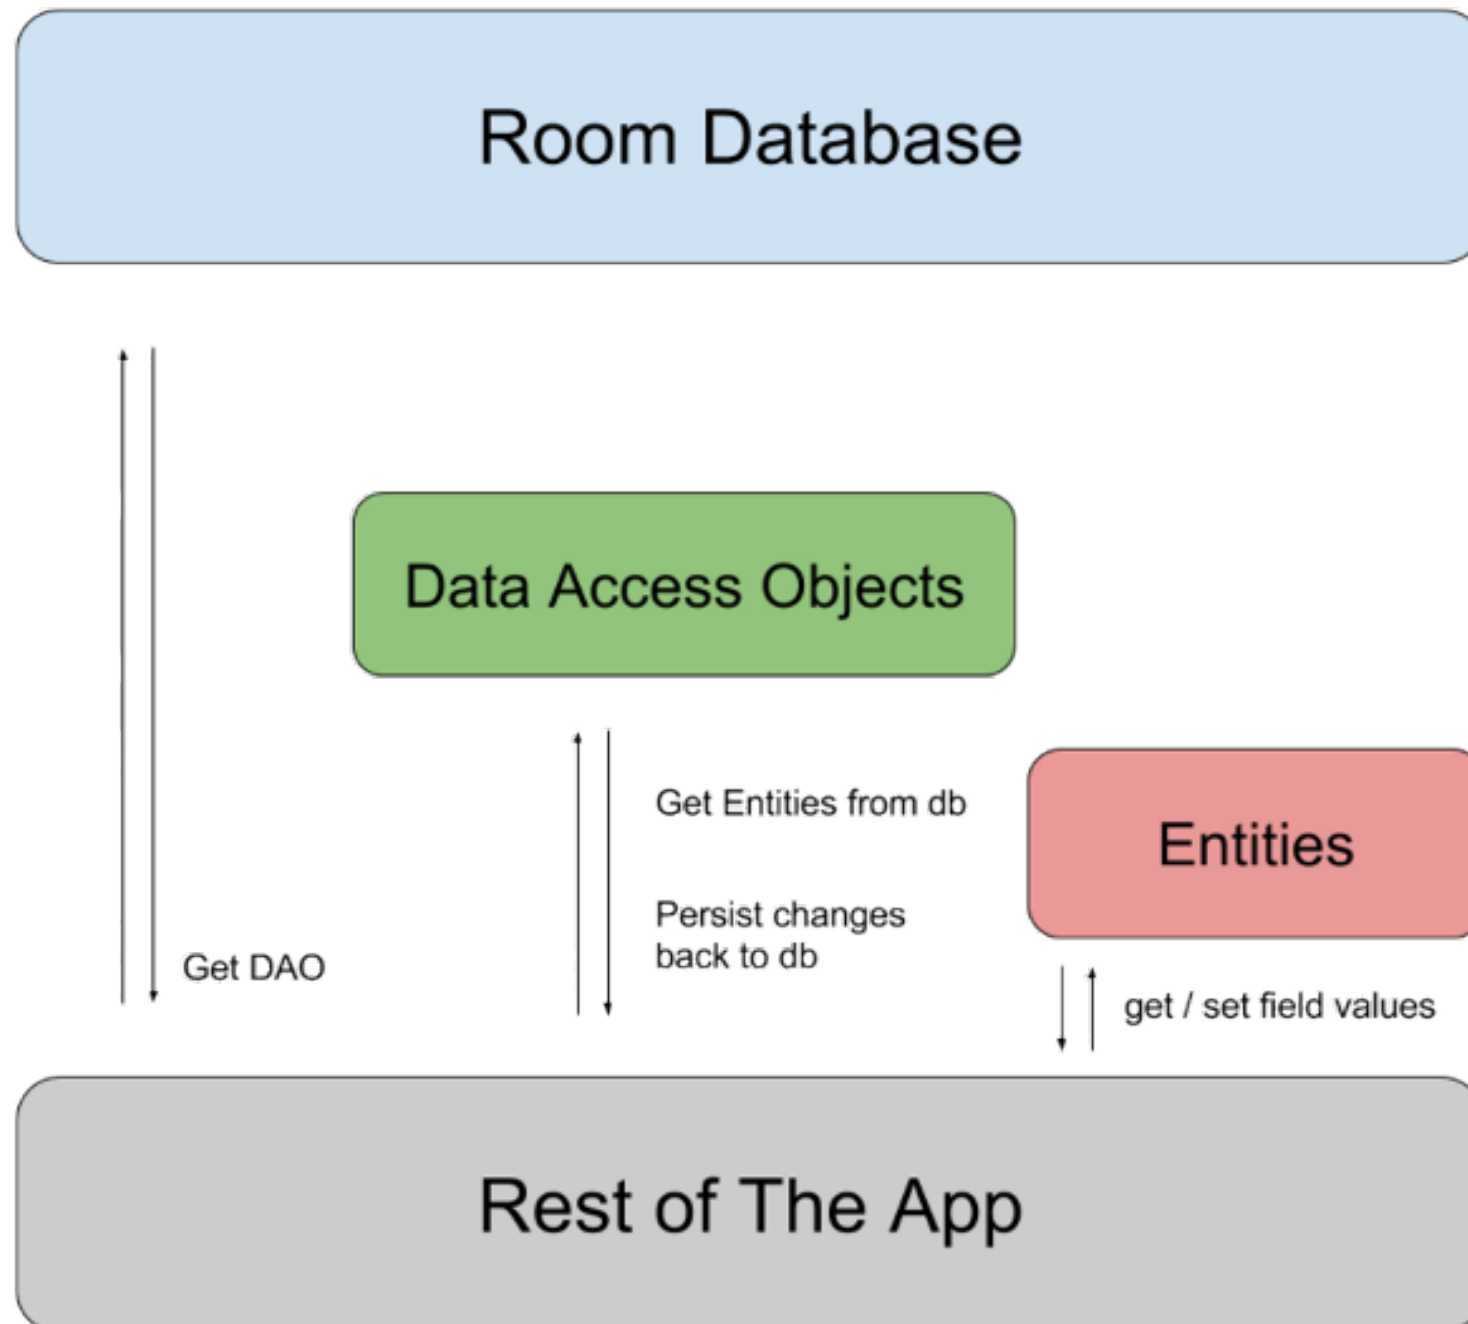 Room Database
Data Access Objects
Get Entities from db
Entities
Persist changes
back to db
Get DAO
get / set field values
Rest of The App